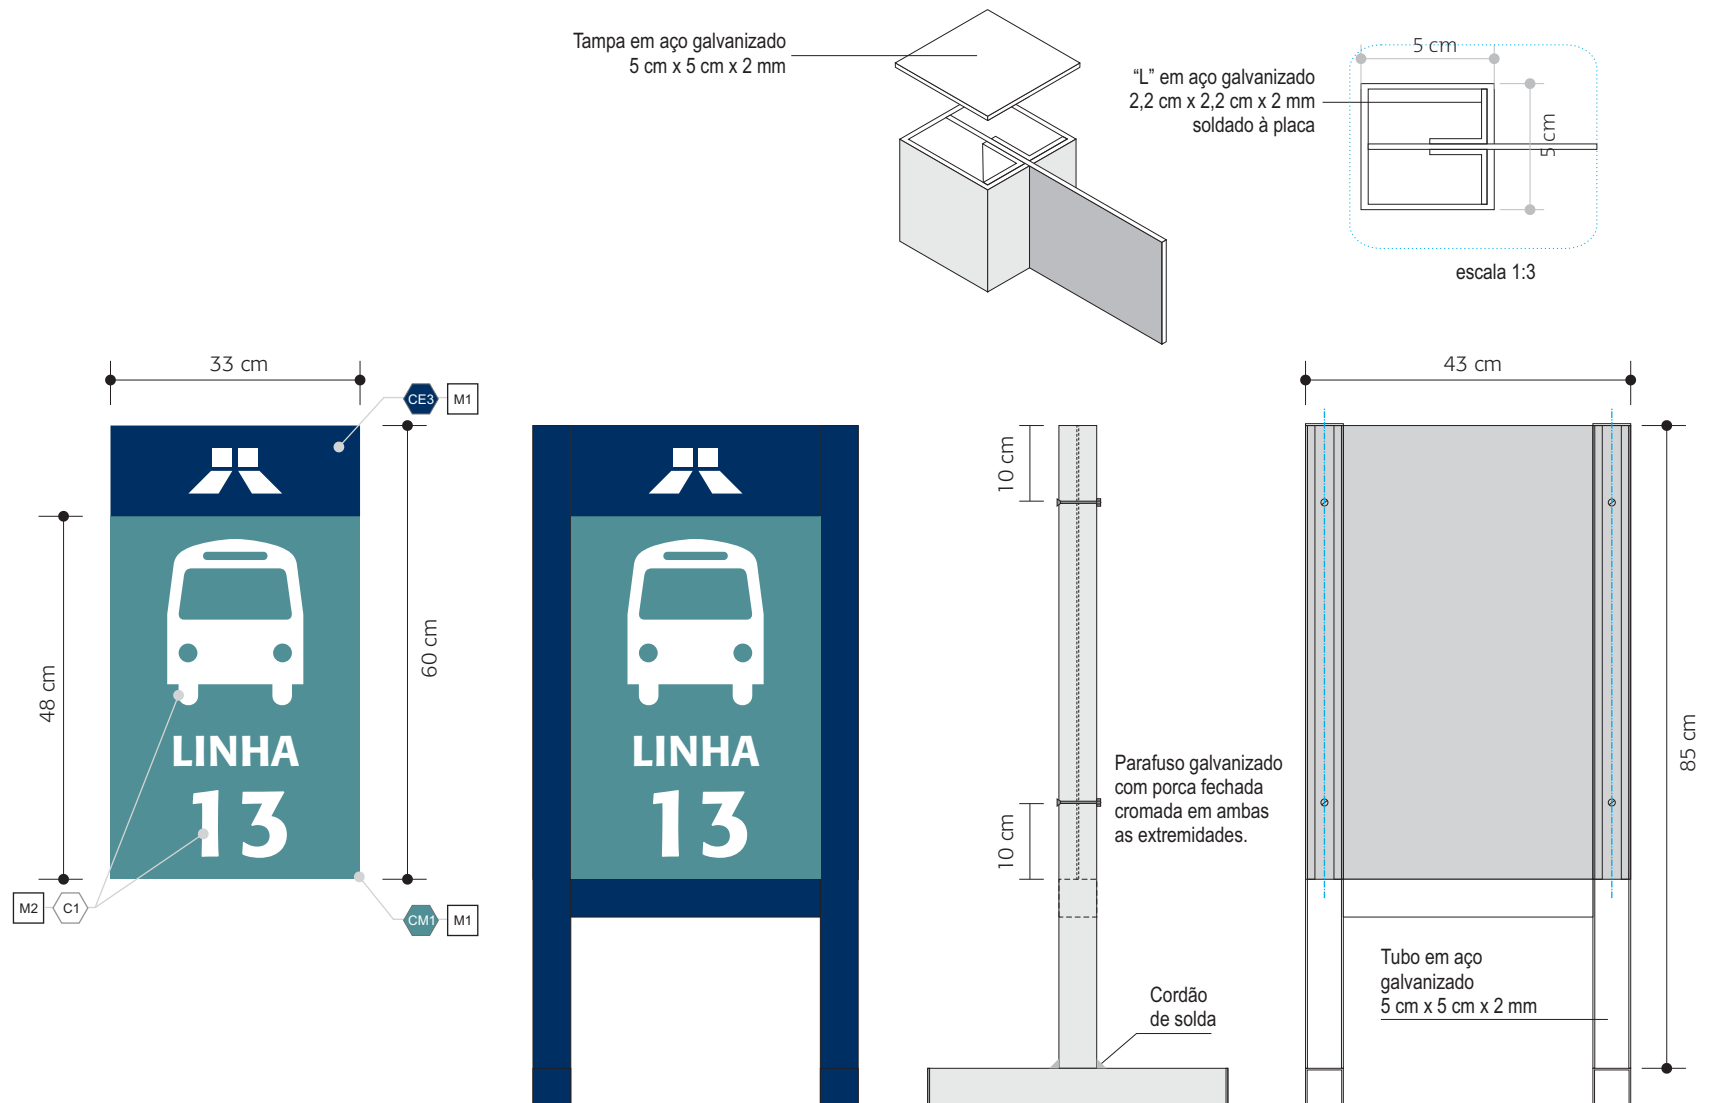 Tampa em aço galvanizado
5 cm x 5 cm x 2 mm
“L” em aço galvanizado
2,2 cm x 2,2 cm x 2 mm
soldado à placa
5 cm
5 cm
escala 1:3
33 cm
CE3
M1
48 cm
60 cm
LINHA
13
M2
C1
CM1
M1
LINHA
13
10 cm
10 cm
Parafuso galvanizado
com porca fechada
cromada em ambas
as extremidades.
Cordão
de solda
43 cm
85 cm
Tubo em aço
galvanizado
5 cm x 5 cm x 2 mm